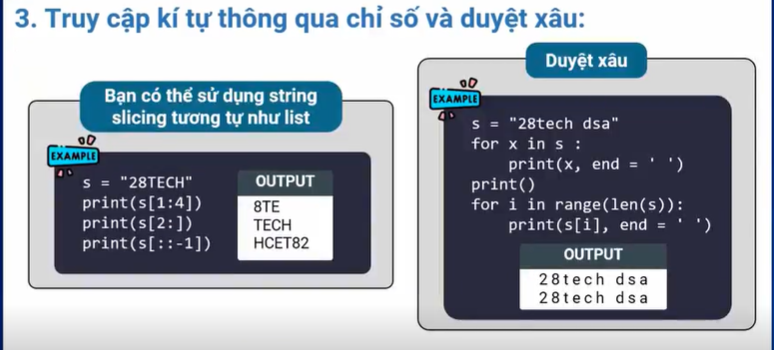 3. Truy cập kí tự thông qua chỉ số và duyệt xâu:
Bạn có thể sử dụng string
slicing tương tự như list
EXAMPLE
s = "28TECH"
print(s[1:4])
print(s[2:])
print(s[::-1])
OUTPUT
8TE
TECH
HCET82
Duyệt xâu
EXAMPLE
s = "28tech dsa"
for x in s :
    print(x, end = ' ')
print()
for i in range(len(s)):
    print(s[i], end = ' ')
OUTPUT
2 8 t e c h  d s a
2 8 t e c h  d s a